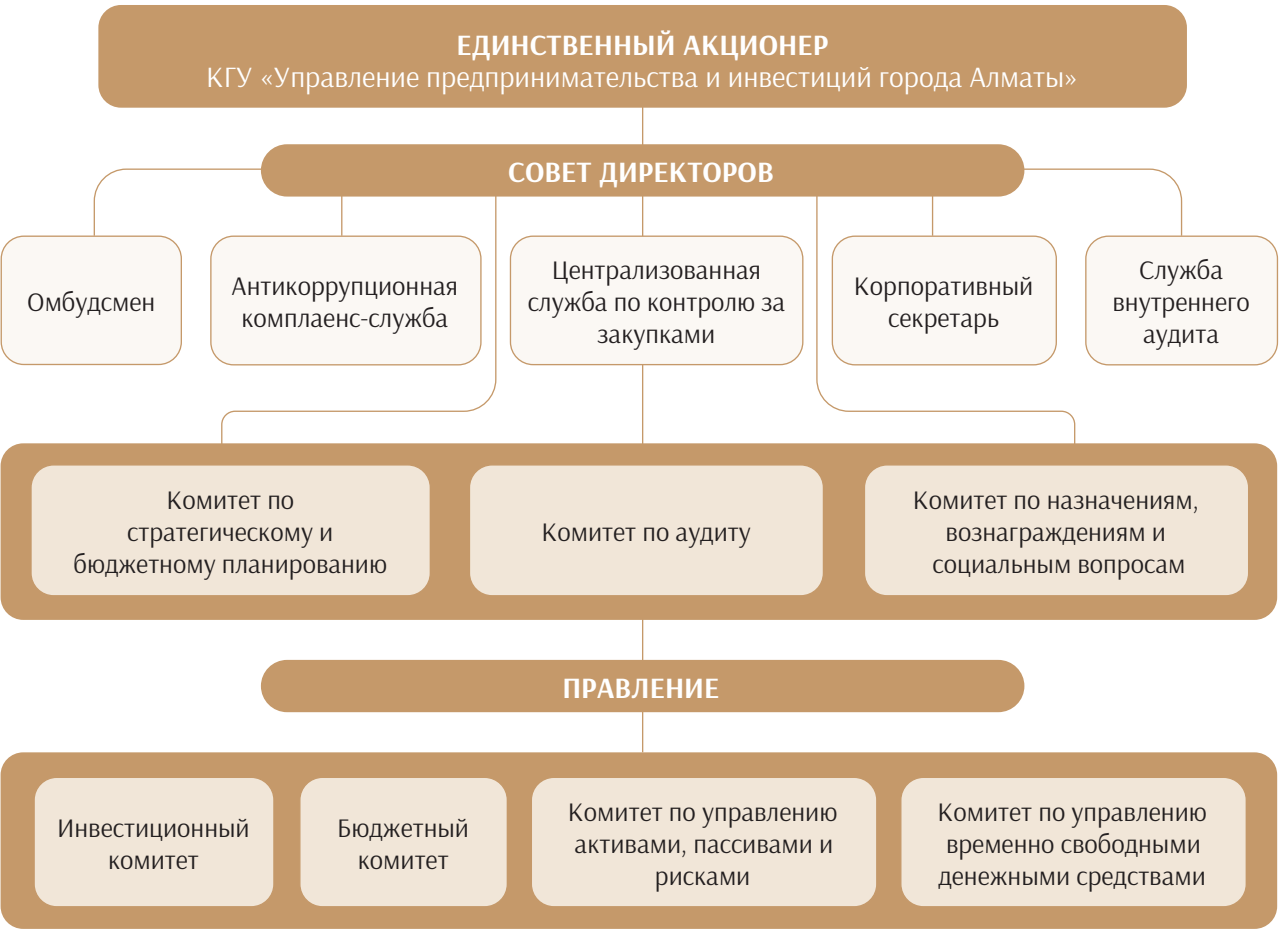 ЕДИНСТВЕННЫЙ АКЦИОНЕР
КГУ «Управление предпринимательства и инвестиций города Алматы»
СОВЕТ ДИРЕКТОРОВ
Омбудсмен
Антикоррупционная
комплаенс-служба
Централизованная
служба по контролю за
закупками
Корпоративный
секретарь
Служба
внутреннего
аудита
Комитет по
стратегическому и
бюджетному планированию
Комитет по аудиту
Комитет по назначениям,
вознаграждениям и
социальным вопросам
ПРАВЛЕНИЕ
Инвестиционный
комитет
Бюджетный
комитет
Комитет по управлению
активами, пассивами и
рисками
Комитет по управлению
временно свободными
денежными средствами